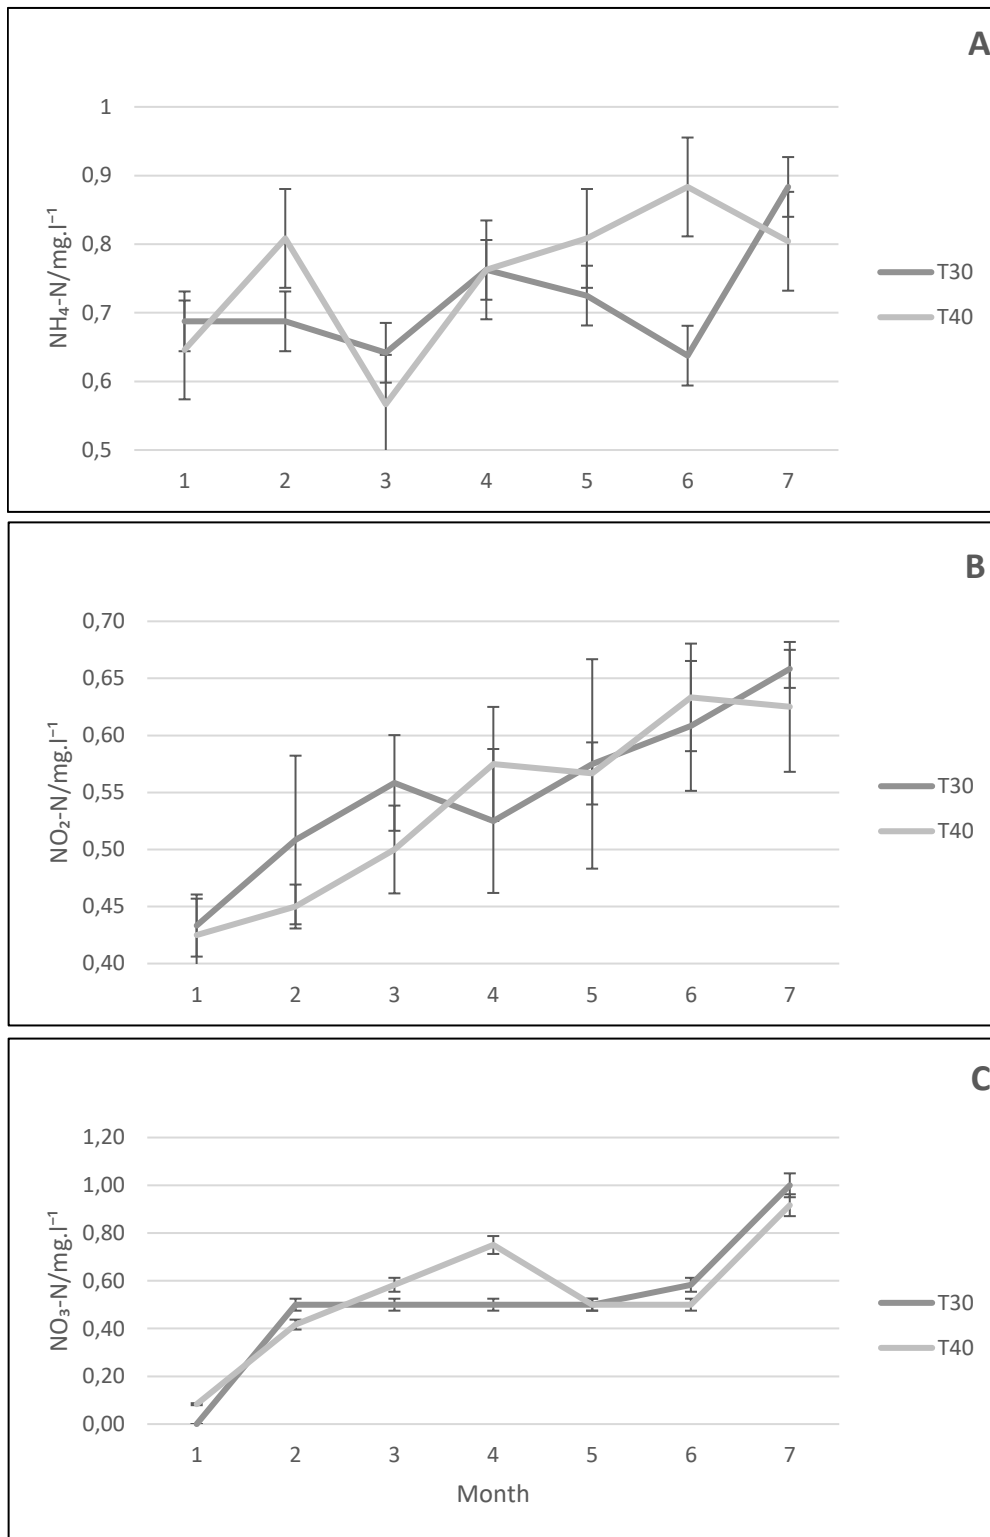 A
1
0,9
0,8
0,7
0,6
0,5
NH₄-N/mg.l⁻¹
1 2 3 4 5 6 7
T30
T40
B
0,70
0,65
0,60
0,55
0,50
0,45
0,40
NO₂-N/mg.l⁻¹
1 2 3 4 5 6 7
T30
T40
C
1,20
1,00
0,80
0,60
0,40
0,20
0,00
NO₃-N/mg.l⁻¹
1 2 3 4 5 6 7
Month
T30
T40